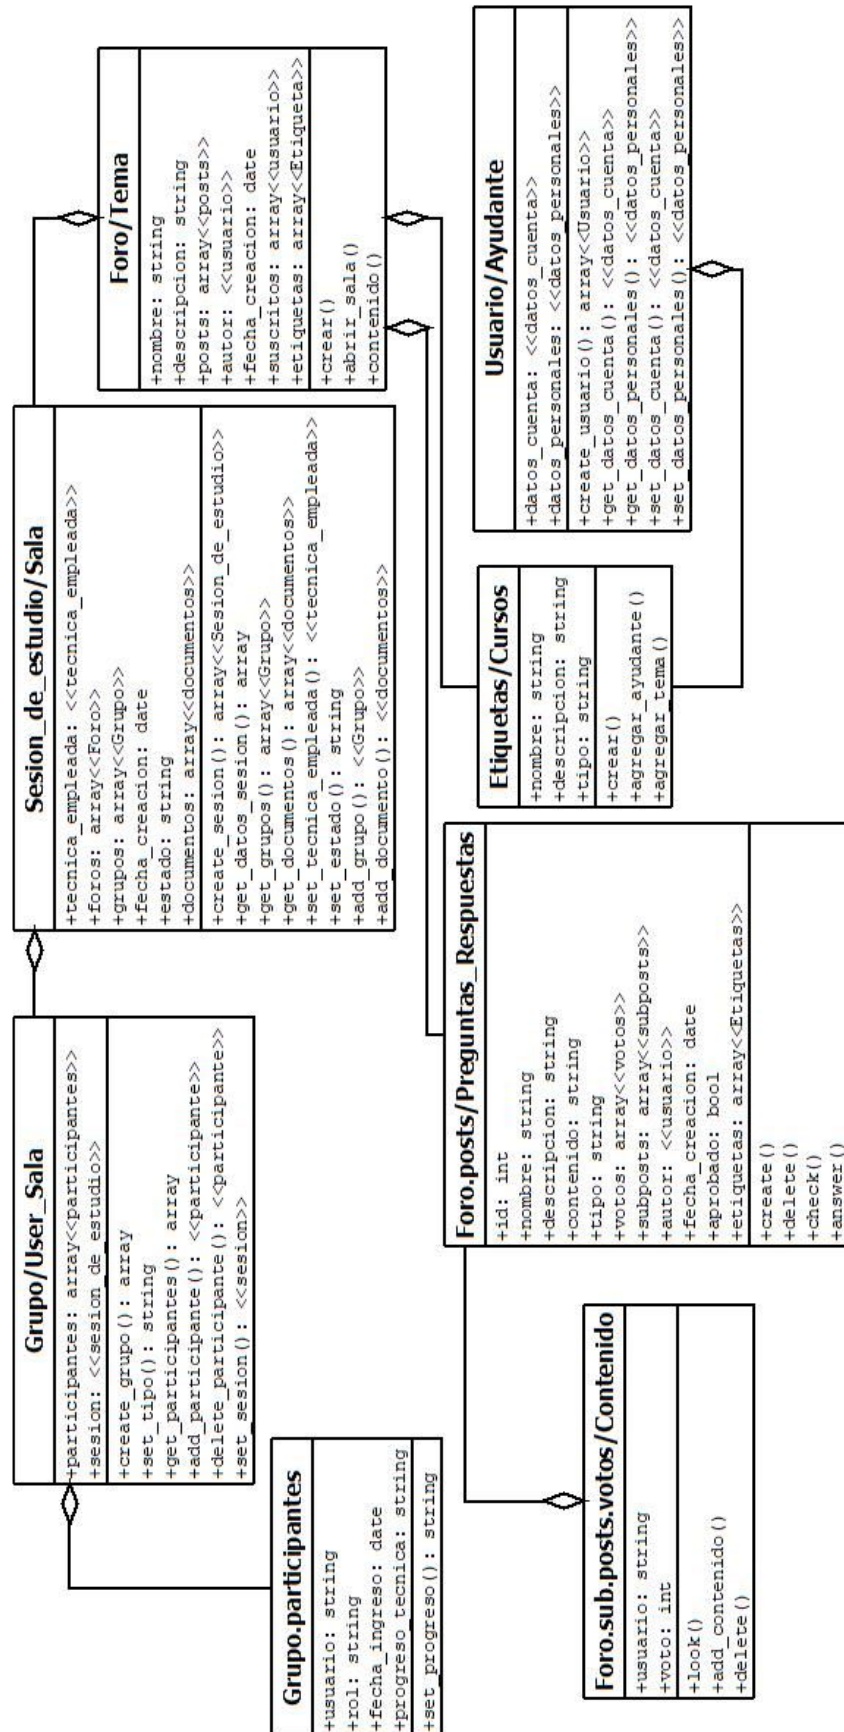 Grupo/User_Sala
+participantes: array<<participantes>>
+sesion: <<sesion de estudio>>
+create_grupo(): array
+set_tipo(): string
+get_participantes(): array
+add_participante(): <<participante>>
+delete_participante(): <<participante>>
+set_sesion(): <<sesion>>
Sesion_de_estudio/Sala
+tecnica_empleada: <<tecnica_empleada>>
+foros: array<<Foro>>
+grupos: array<<Grupo>>
+fecha_creacion: date
+estado: string
+documentos: array<<documentos>>
+create_sesion(): array<<Sesion_de_estudio>>
+get_datos_sesion(): array
+get_grupos(): array<<Grupo>>
+get_documentos(): array<<documentos>>
+set_tecnica_empleada(): <<tecnica_empleada>>
+set_estado(): string
+add_grupo(): <<Grupo>>
+add_documento(): <<documentos>>
Foro/Tema
+nombre: string
+descripcion: string
+posts: array<<posts>>
+autor: <<usuario>>
+fecha_creacion: date
+suscritos: array<<usuario>>
+etiquetas: array<<Etiqueta>>
+crear()
+abrir_sala()
+contenido()
Grupo.participantes
+usuario: string
+rol: string
+fecha_ingreso: date
+progreso_tecnica: string
+set_progreso(): string
Foro.posts/Preguntas_Respuestas
+id: int
+nombre: string
+descripcion: string
+contenido: string
+tipo: string
+votos: array<<votos>>
+subposts: array<<subposts>>
+autor: <<usuario>>
+fecha_creacion: date
+aprobado: bool
+etiquetas: array<<Etiquetas>>
+create()
+delete()
+check()
+answer()
Etiquetas/Cursos
+nombre: string
+descripcion: string
+tipo: string
+crear()
+agregar_ayudante()
+agregar_tema()
Usuario/Ayudante
+datos_cuenta: <<datos_cuenta>>
+datos_personales: <<datos_personales>>
+create_usuario(): array<<Usuario>>
+get_datos_cuenta(): <<datos_cuenta>>
+get_datos_personales(): <<datos_personales>>
+set_datos_cuenta(): <<datos_cuenta>>
+set_datos_personales(): <<datos_personales>>
Foro.sub.posts.votos/Contenido
+usuario: string
+voto: int
+look()
+add_contenido()
+delete()